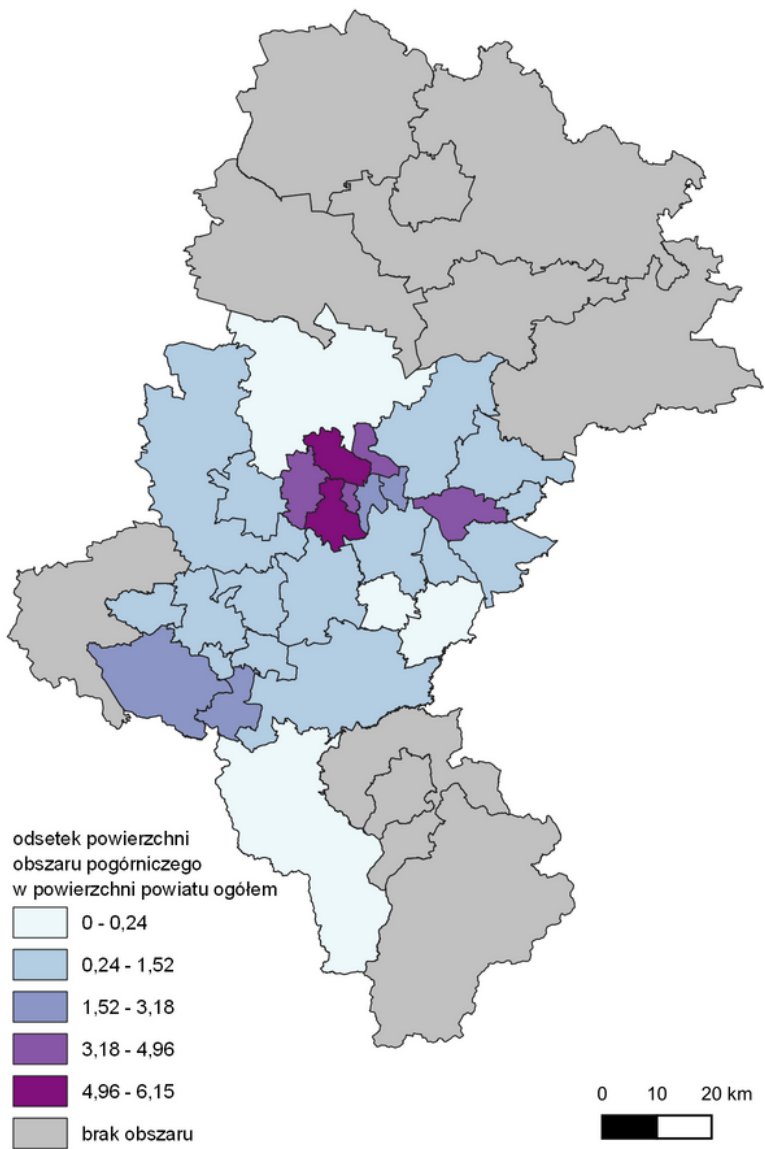 odsetek powierzchni
obszaru pogórniczego
w powierzchni powiatu ogółem
0 - 0,24
0,24 - 1,52
1,52 - 3,18
3,18 - 4,96
4,96 - 6,15
brak obszaru
0 10 20 km